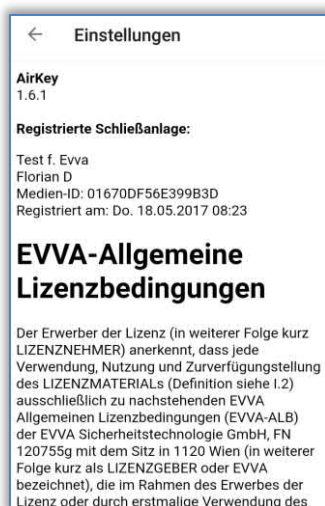 Einstellungen
AirKey
1.6.1
Registrierte Schließanlage:
Test f. Evva
Florian D
Medien-ID: 01670DF56E399B3D
Registriert am: Do. 18.05.2017 08:23
EVVA-Allgemeine
Lizenzbedingungen
Der Erwerber der Lizenz (in weiterer Folge kurz
LIZENZNEHMER) anerkennt, dass jede
Verwendung, Nutzung und Zurverfügungstellung
des LIZENZMATERIALs (Definition siehe I.2)
ausschließlich zu nachstehenden EVVA
Allgemeinen Lizenzbedingungen (EVVA-ALB)
der EVVA Sicherheitstechnologie GmbH, FN
120755g mit dem Sitz in 1120 Wien (in weiterer
Folge kurz als LIZENZGEBER oder EVVA
bezeichnet), die im Rahmen des Erwerbes der
Lizenz oder durch erstmalige Verwendung des